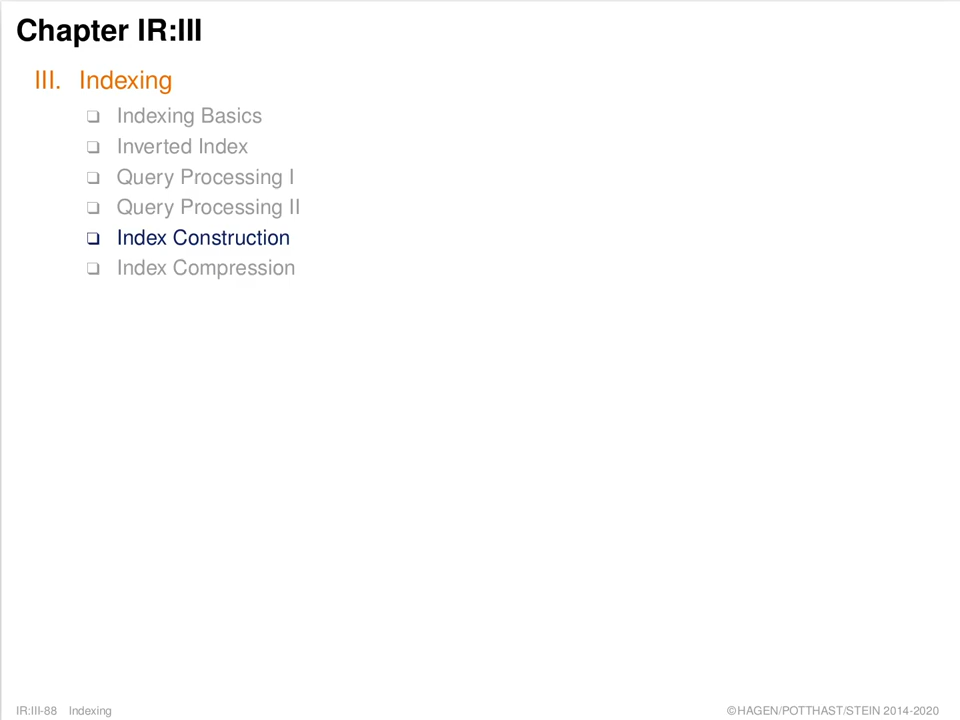 Chapter IR:III
III. Indexing
❑ Indexing Basics
❑ Inverted Index
❑ Query Processing I
❑ Query Processing II
❑ Index Construction
❑ Index Compression
IR:III-88 Indexing
©HAGEN/POTTHAST/STEIN 2014-2020